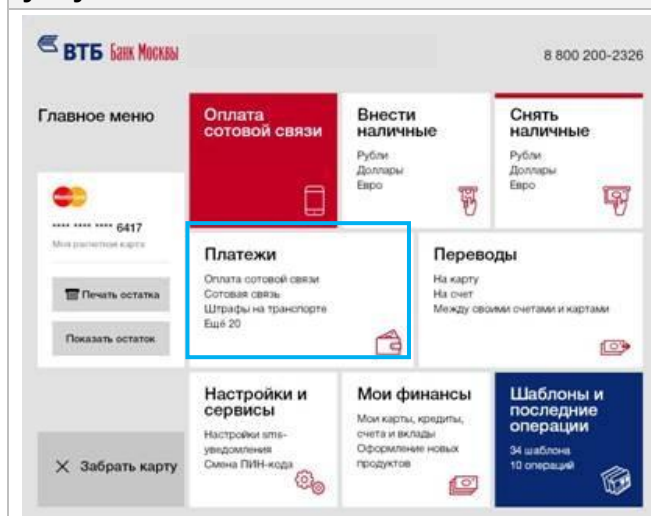 ВТБ Банк Москвы
8 800 200-2326
Главное меню
**** **** **** 6417
Моя расчетная карта
Печать остатка
Показать остаток
Забрать карту
Оплата
сотовой связи
Внести
наличные
Рубли
Доллары
Евро
Снять
наличные
Рубли
Доллары
Евро
Платежи
Оплата сотовой связи
Сотовая связь
Штрафы на транспорте
Ещё 20
Переводы
На карту
На счет
Между своими счетами и картами
Настройки и
сервисы
Настройки sms-
уведомления
Смена ПИН-кода
Мои финансы
Мои карты, кредиты,
счета и вклады
Оформление новых
продуктов
Шаблоны и
последние
операции
34 шаблона
10 операций